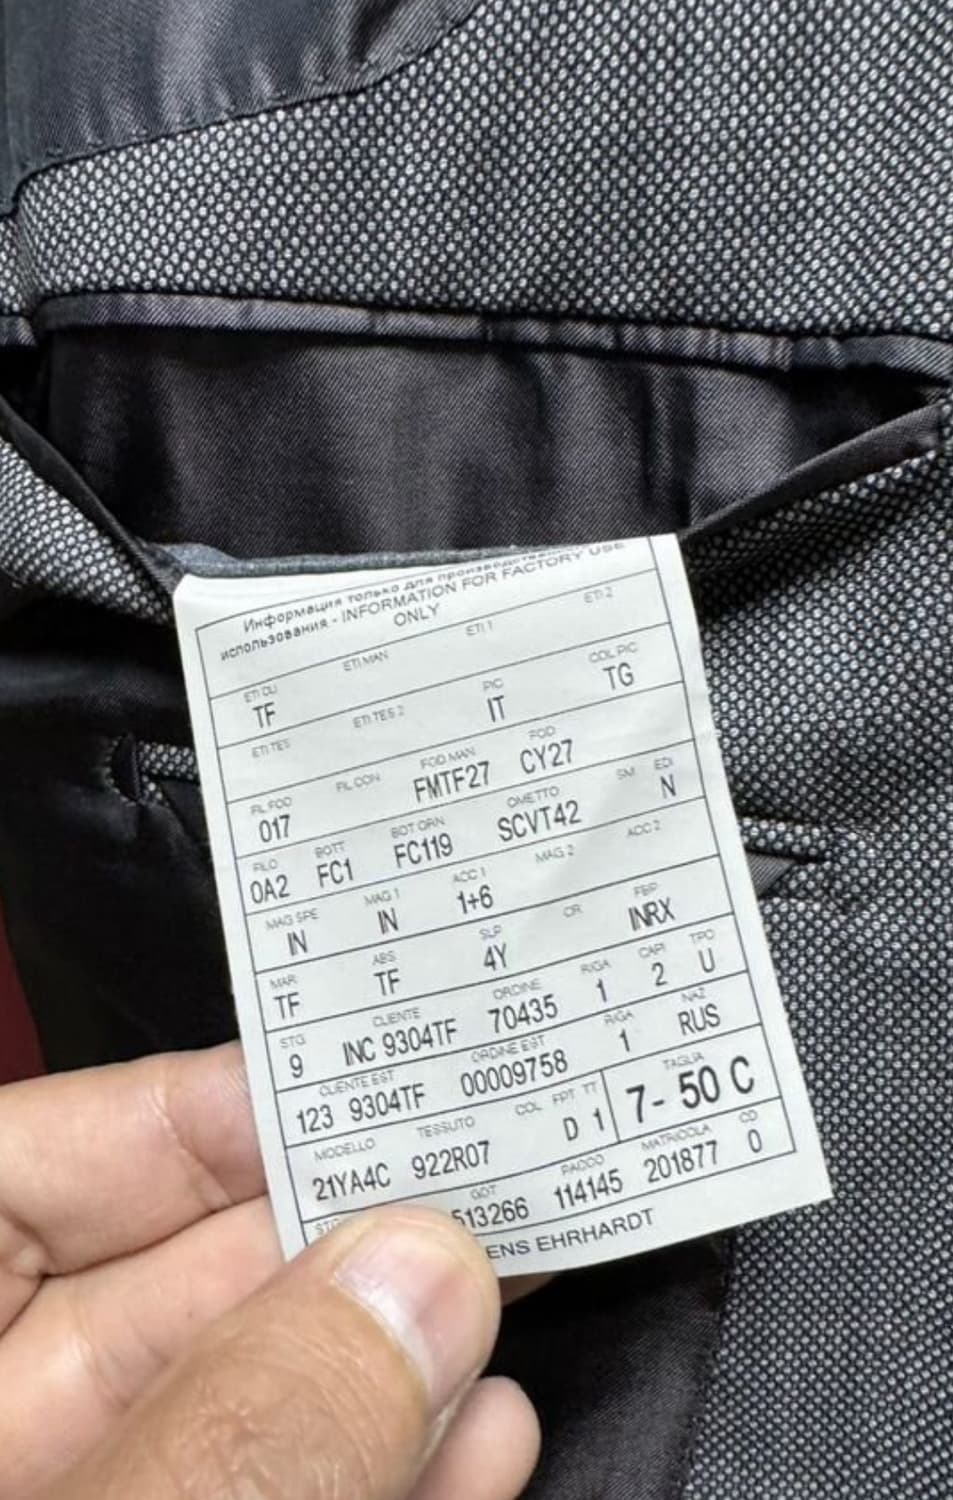 Информация только для производственн
использования - INFORMATION FOR FACTORY USE
ONLY
ETI CLI ETI MAN ETI 1 ETI 2
TF
ETI TES ETI TES 2 PIC COL PIC
IT TG
FIL FOD FIL CON FOD MAN FOD
017 FMTF27 CY27
FILO BOTT BOT ORN OMETTO SM EDI
0A2 FC1 FC119 SCVT42 N
MAG SPE MAG 1 ACC 1 MAG 2 ACC 2
IN IN 1+6
MAR ABS SLP CR FBP
TF TF 4Y INRX
STG CLIENTE ORDINE RIGA CAPI TPO
9 INC 9304TF 70435 1 2 U
CLIENTE EST ORDINE EST RIGA NAZ
123 9304TF 00009758 1 RUS
MODELLO TESSUTO COL FPT TT TAGLIA
21YA4C 922R07 D 1 7- 50 C
GOT PACCO MATRICOLA CD
513266 114145 201877 0
ENS EHRHARDT